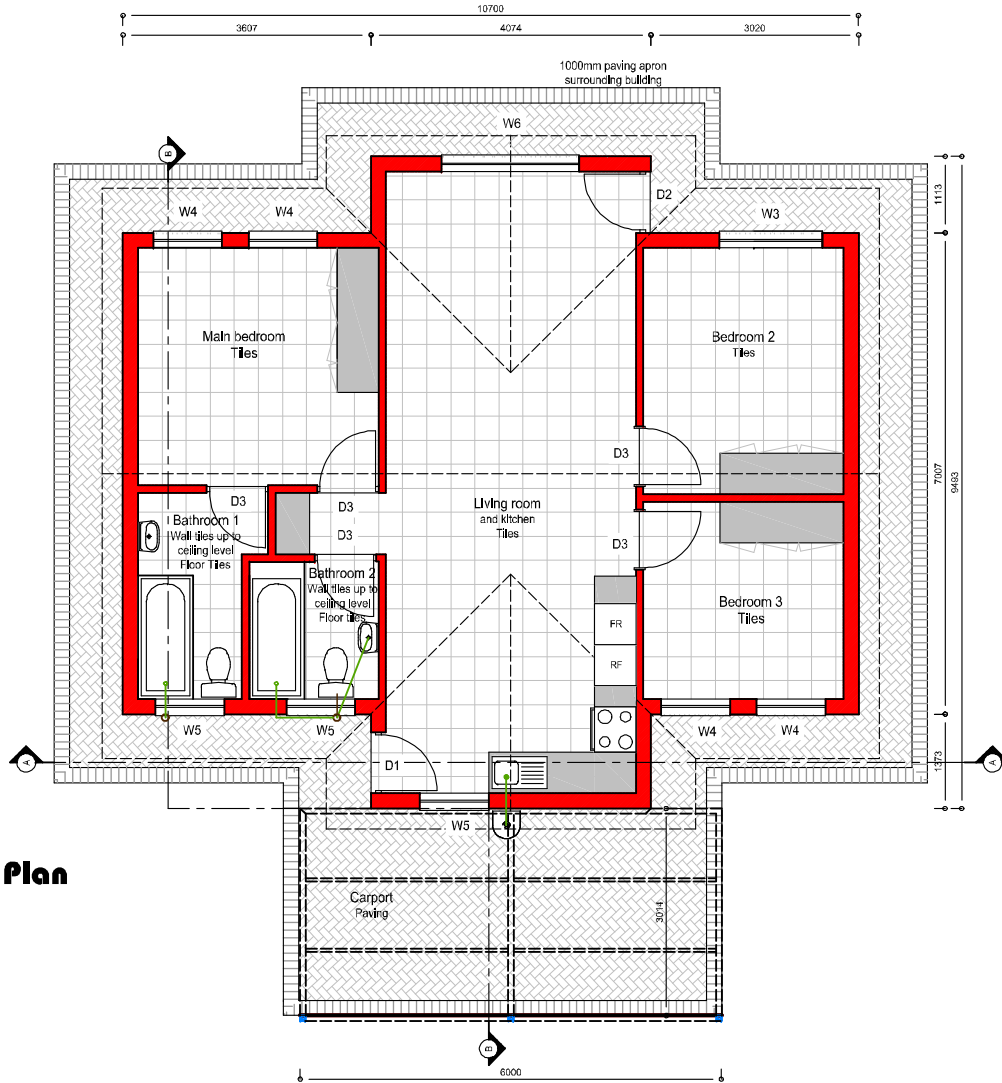 10700
3607
4074
3020
1000mm paving apron
surrounding building
W6
B
W4
W4
D2
W3
1113
Main bedroom
Tiles
Bedroom 2
Tiles
D3
7007
9493
D3
D3
Living room
and kitchen
Tiles
Bathroom 1
Wall tiles up to
ceiling level
Floor Tiles
D3
D3
Bathroom 2
Wall tiles up to
ceiling level
Floor tiles
Bedroom 3
Tiles
FR
RF
W5
W5
W4
W4
A
D1
1373
A
W5
Plan
Carport
Paving
3014
B
6000